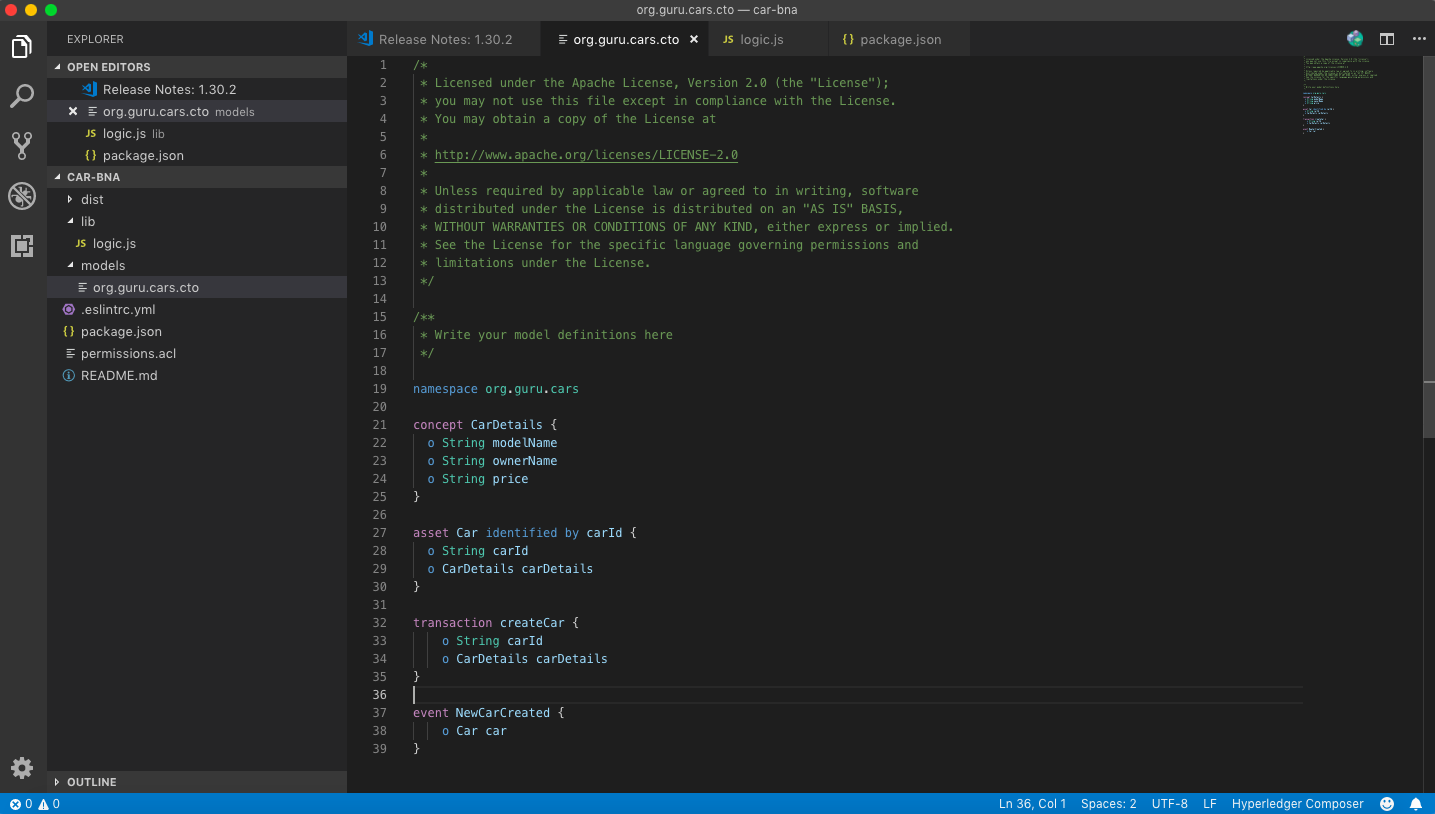 org.guru.cars.cto — car-bna
EXPLORER
OPEN EDITORS
Release Notes: 1.30.2
org.guru.cars.cto models
JS logic.js lib
{ } package.json
CAR-BNA
dist
lib
JS logic.js
models
org.guru.cars.cto
.eslintrc.yml
{ } package.json
permissions.acl
README.md
OUTLINE
Release Notes: 1.30.2
org.guru.cars.cto ×
JS logic.js
{ } package.json
1 /*
2 * Licensed under the Apache License, Version 2.0 (the "License");
3 * you may not use this file except in compliance with the License.
4 * You may obtain a copy of the License at
5 *
6 * http://www.apache.org/licenses/LICENSE-2.0
7 *
8 * Unless required by applicable law or agreed to in writing, software
9 * distributed under the License is distributed on an "AS IS" BASIS,
10 * WITHOUT WARRANTIES OR CONDITIONS OF ANY KIND, either express or implied.
11 * See the License for the specific language governing permissions and
12 * limitations under the License.
13 */
14
15 /**
16 * Write your model definitions here
17 */
18
19 namespace org.guru.cars
20
21 concept CarDetails {
22 o String modelName
23 o String ownerName
24 o String price
25 }
26
27 asset Car identified by carId {
28 o String carId
29 o CarDetails carDetails
30 }
31
32 transaction createCar {
33 o String carId
34 o CarDetails carDetails
35 }
36
37 event NewCarCreated {
38 o Car car
39 }
0 0
Ln 36, Col 1 Spaces: 2 UTF-8 LF Hyperledger Composer